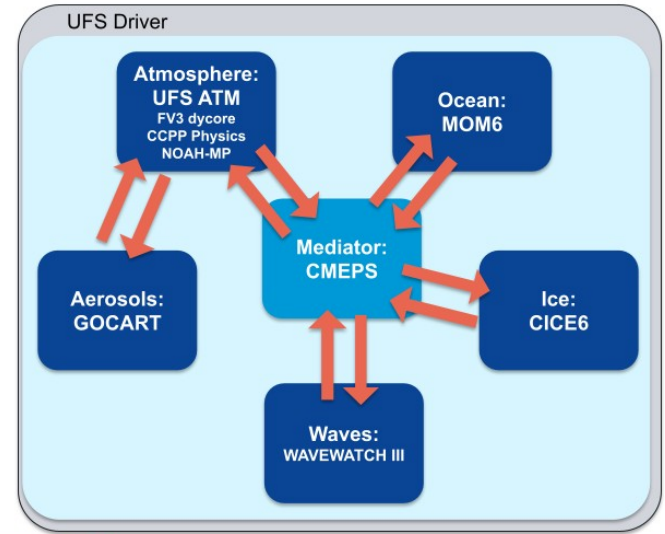 UFS Driver
Atmosphere:
UFS ATM
FV3 dycore
CCPP Physics
NOAH-MP
Ocean:
MOM6
Mediator:
CMEPS
Aerosols:
GOCART
Ice:
CICE6
Waves:
WAVEWATCH III